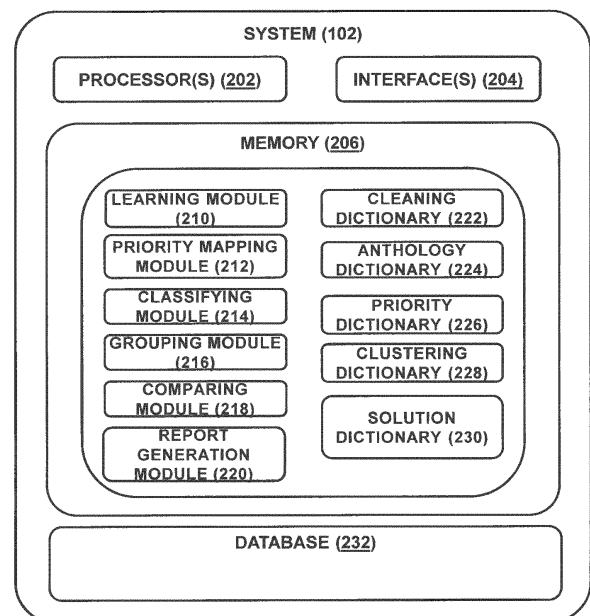 SYSTEM (102)
PROCESSOR(S) (202)
INTERFACE(S) (204)
MEMORY (206)
LEARNING MODULE
(210)
PRIORITY MAPPING
MODULE (212)
CLASSIFYING
MODULE (214)
GROUPING MODULE
(216)
COMPARING
MODULE (218)
REPORT
GENERATION
MODULE (220)
CLEANING
DICTIONARY (222)
ANTHOLOGY
DICTIONARY (224)
PRIORITY
DICTIONARY (226)
CLUSTERING
DICTIONARY (228)
SOLUTION
DICTIONARY (230)
DATABASE (232)